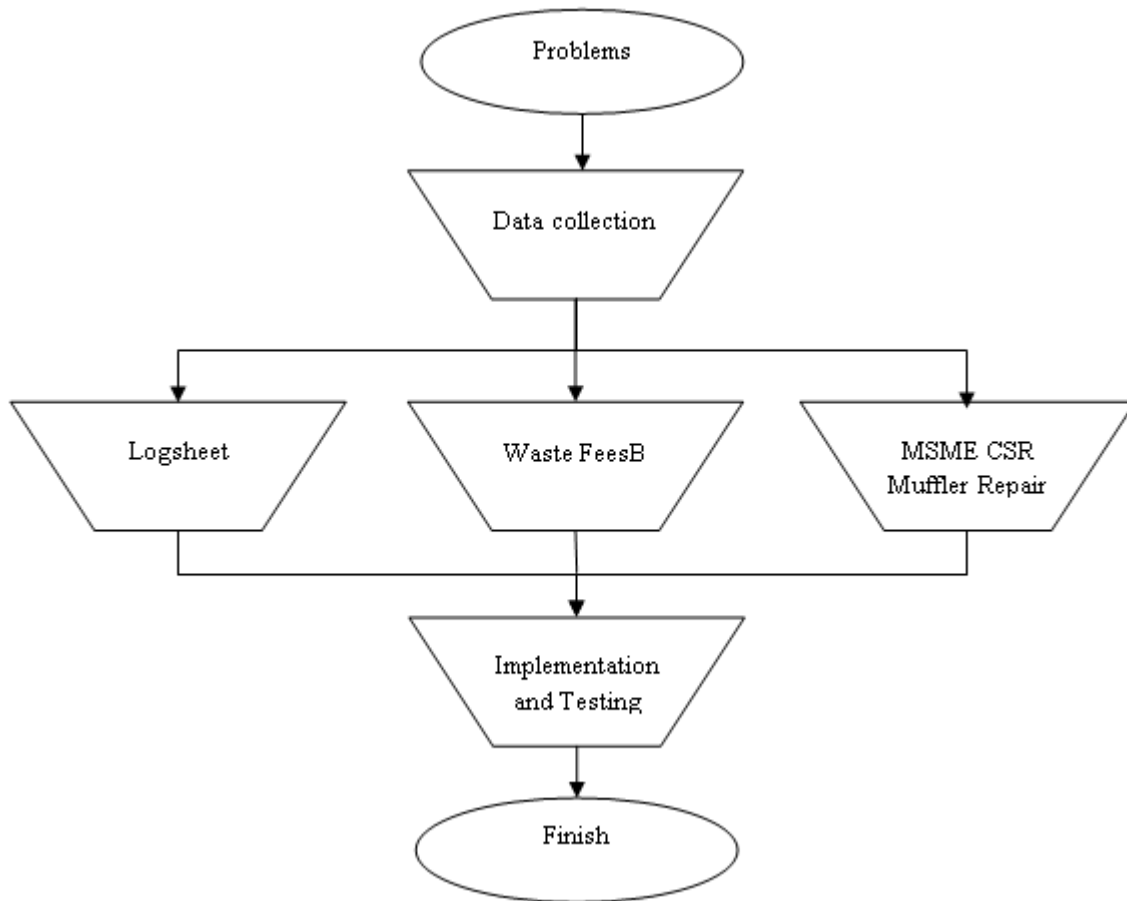 Problems
Data collection
Logsheet
Waste FeesB
MSME CSR
Muffler Repair
Implementation
and Testing
Finish